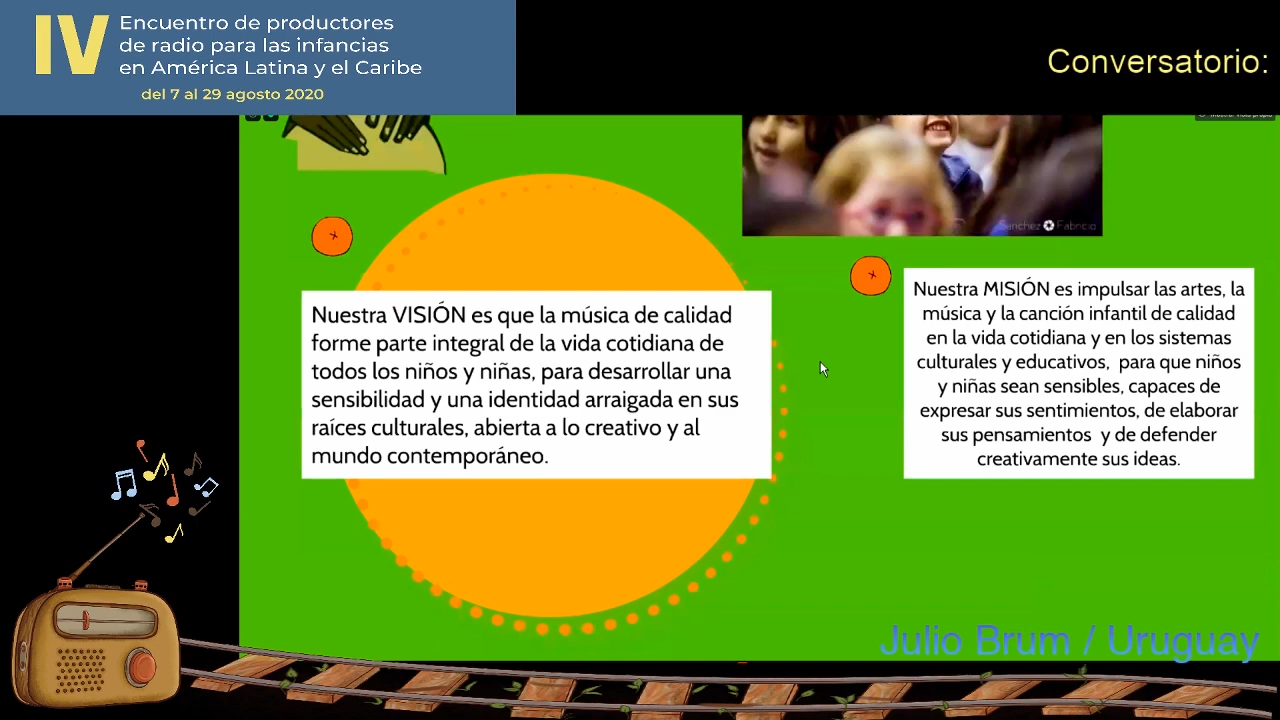 IV
Encuentro de productores
de radio para las infancias
en América Latina y el Caribe
del 7 al 29 agosto 2020
Conversatorio:
Sanchez Fabricio
Nuestra VISIÓN es que la música de calidad
forme parte integral de la vida cotidiana de
todos los niños y niñas, para desarrollar una
sensibilidad y una identidad arraigada en sus
raíces culturales, abierta a lo creativo y al
mundo contemporáneo.
Nuestra MISIÓN es impulsar las artes, la
música y la canción infantil de calidad
en la vida cotidiana y en los sistemas
culturales y educativos, para que niños
y niñas sean sensibles, capaces de
expresar sus sentimientos, de elaborar
sus pensamientos y de defender
creativamente sus ideas.
Julio Brum / Uruguay